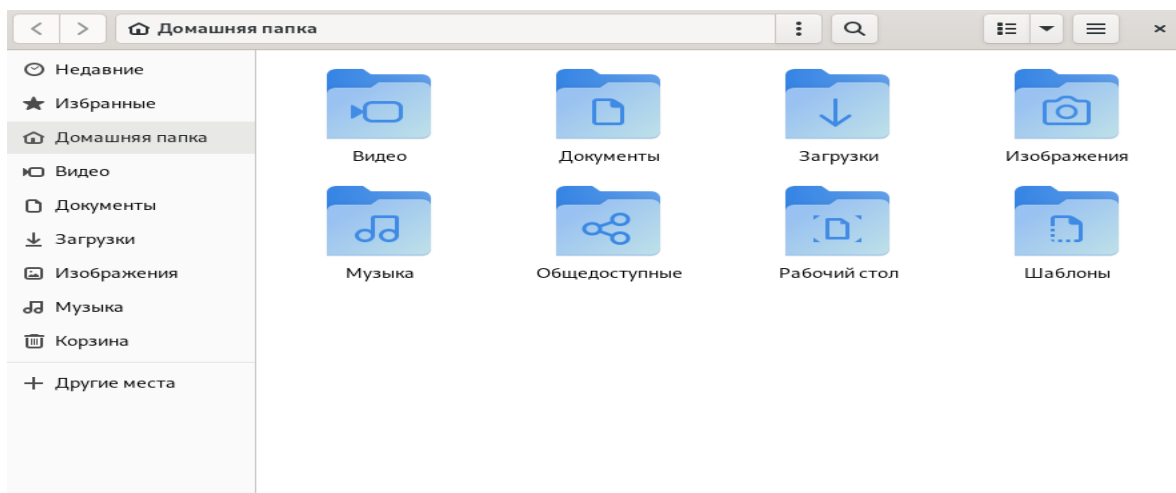 Домашняя папка
Недавние
Избранные
Домашняя папка
Видео
Документы
Загрузки
Изображения
Музыка
Корзина
Другие места
Видео Документы Загрузки Изображения
Музыка Общедоступные Рабочий стол Шаблоны